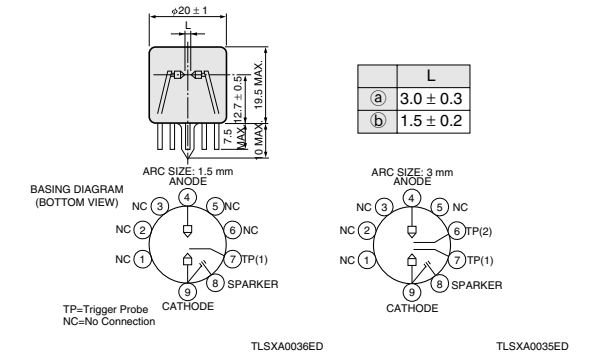 φ20 ± 1
L
12.7 ± 0.5
19.5 MAX.
7.5 MAX.
10 MAX.
L
ⓐ 3.0 ± 0.3
ⓑ 1.5 ± 0.2
BASING DIAGRAM
(BOTTOM VIEW)
ARC SIZE: 1.5 mm
ANODE
4
NC 3
5 NC
NC 2
6 NC
NC 1
7 TP(1)
8 SPARKER
9
CATHODE
TP=Trigger Probe
NC=No Connection
TLSXA0036ED
ARC SIZE: 3 mm
ANODE
4
NC 3
5 NC
NC 2
6 TP(2)
NC 1
7 TP(1)
8 SPARKER
9
CATHODE
TLSXA0035ED